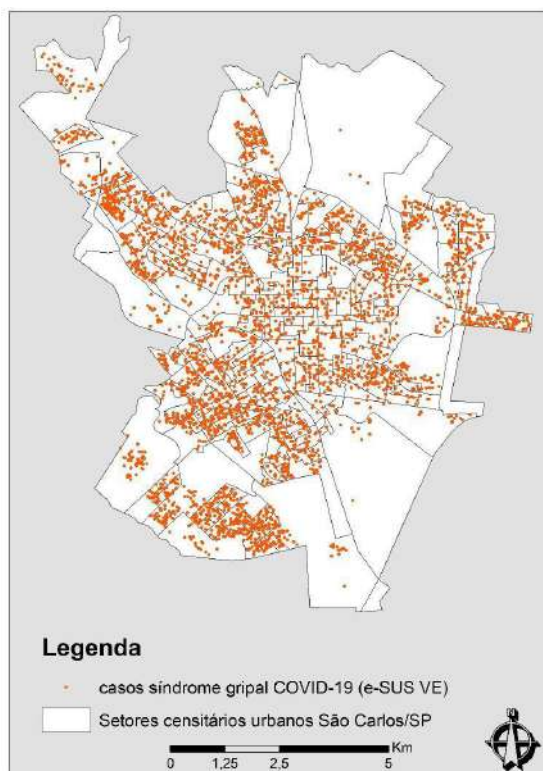 Legenda
casos síndrome gripal COVID-19 (e-SUS VE)
Setores censitários urbanos São Carlos/SP
Km
0 1,25 2,5 5